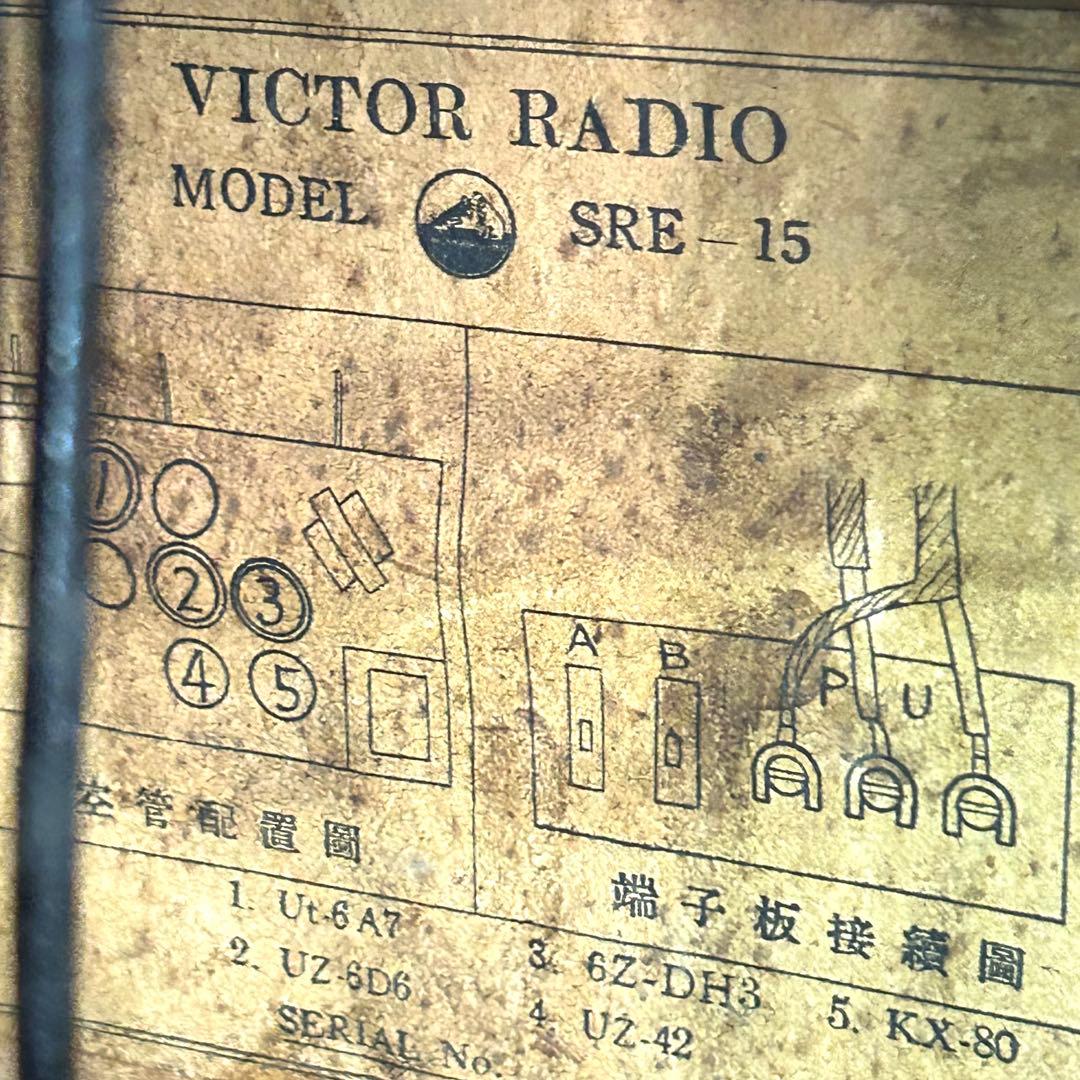 VICTOR RADIO
MODEL SRE-15
1
2 3
4 5
A B P U
空管配置圖
端子板接續圖
1. Ut-6A7
2. UZ-6D6
3. 6Z-DH3
4. UZ-42
5. KX-80
SERIAL No.